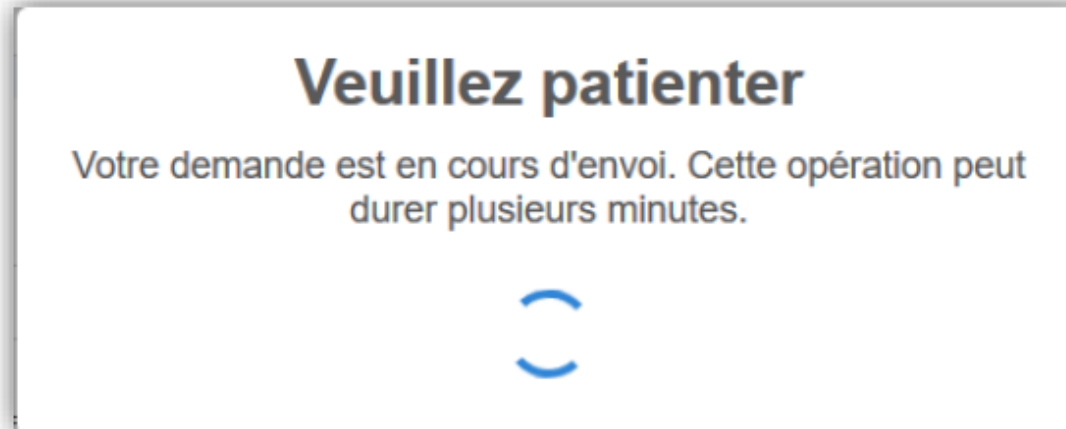 Veuillez patienter
Votre demande est en cours d'envoi. Cette opération peut
durer plusieurs minutes.